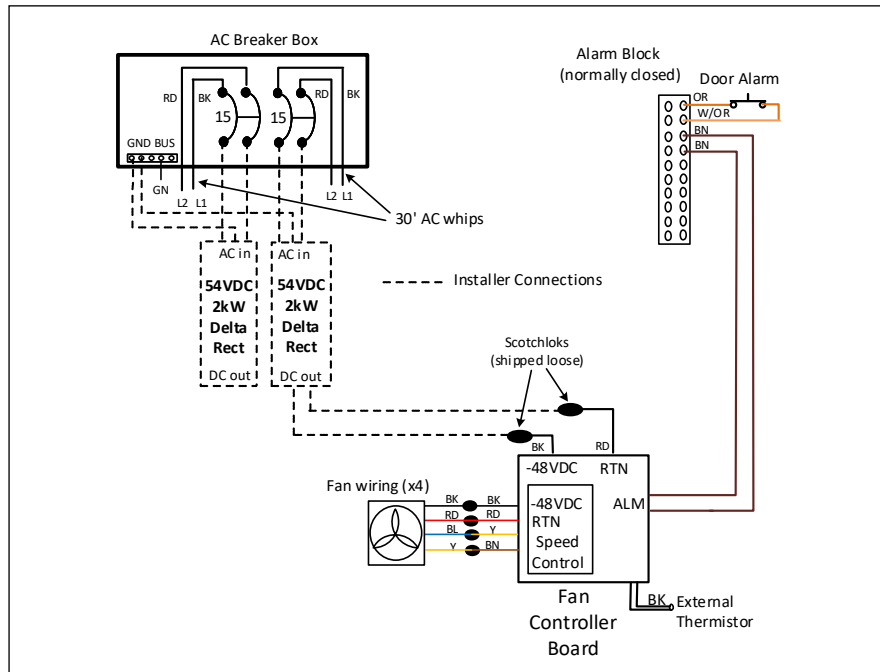 AC Breaker Box
RD
BK
15
15
RD
BK
GND BUS
GN
L2
L1
L2
L1
30' AC whips
AC in
54VDC
2kW
Delta
Rect
DC out
AC in
54VDC
2kW
Delta
Rect
DC out
Installer Connections
Alarm Block
(normally closed)
Door Alarm
OR
W/OR
BN
BN
Scotchloks
(shipped loose)
BK
RD
-48VDC
RTN
ALM
-48VDC
RTN
Speed
Control
Fan wiring (x4)
BK
BK
RD
RD
BL
Y
Y
BN
Fan
Controller
Board
BK
External
Thermistor